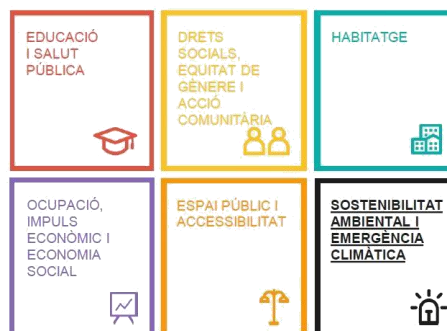 EDUCACIÓ
I SALUT
PÚBLICA
DRETS
SOCIALS,
EQUITAT DE
GÈNERE I
ACCIÓ
COMUNITÀRIA
HABITATGE
OCUPACIÓ,
IMPULS
ECONÒMIC I
ECONOMIA
SOCIAL
ESPAI PÚBLIC I
ACCESSIBILITAT
SOSTENIBILITAT
AMBIENTAL I
EMERGÈNCIA
CLIMÀTICA